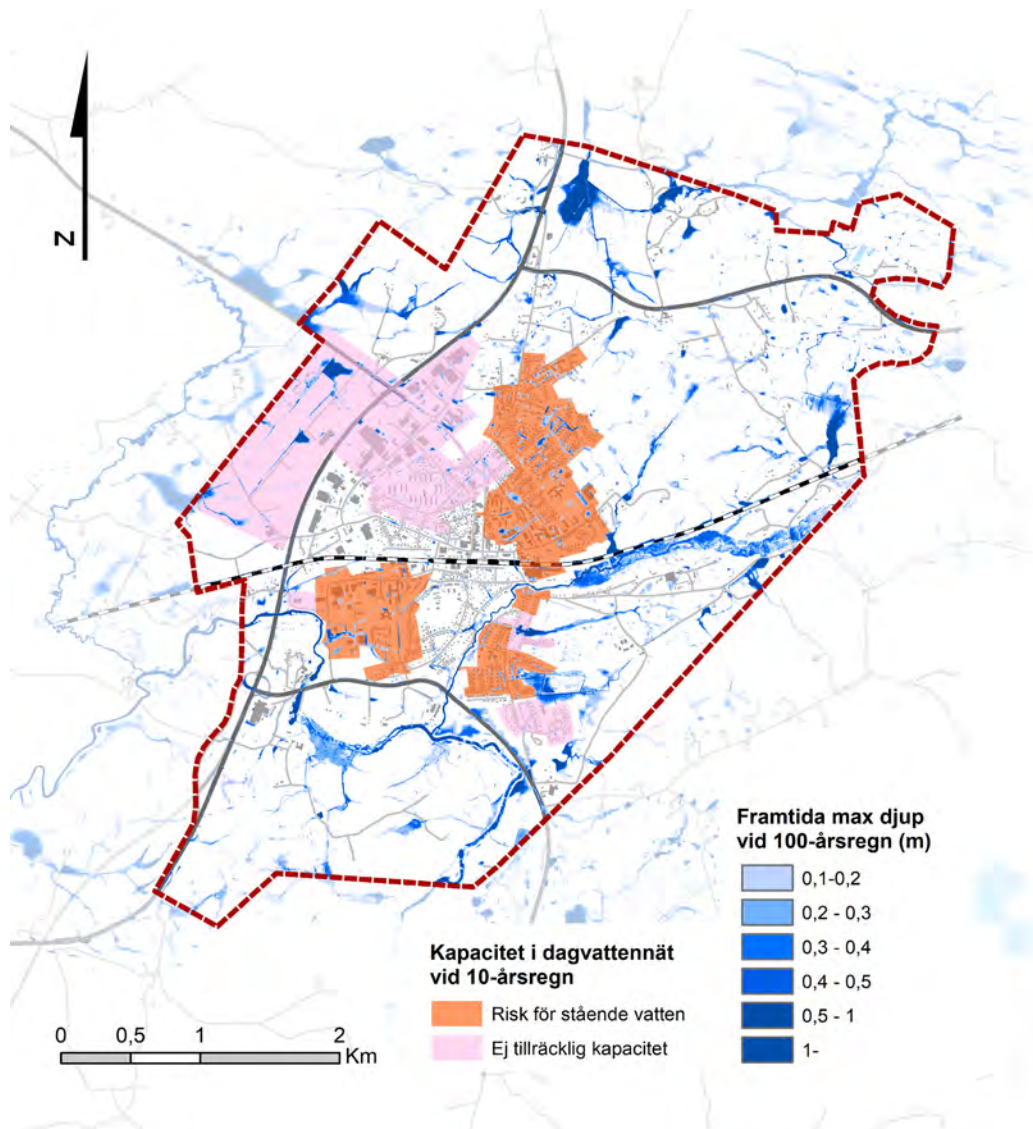 N
Framtida max djup
vid 100-årsregn (m)
0,1-0,2
0,2 - 0,3
0,3 - 0,4
0,4 - 0,5
0,5 - 1
1-
Kapacitet i dagvattennät
vid 10-årsregn
Risk för stående vatten
Ej tillräcklig kapacitet
0 0,5 1 2
Km